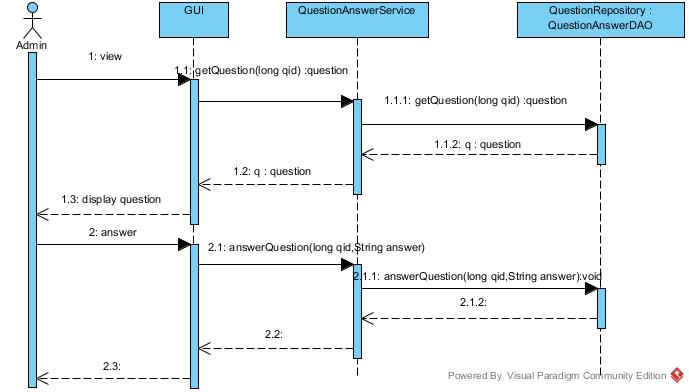 GUI
QuestionAnswerService
QuestionRepository :
QuestionAnswerDAO
Admin
1: view
1.1: getQuestion(long qid) :question
1.1.1: getQuestion(long qid) :question
1.1.2: q : question
1.2: q : question
1.3: display question
2: answer
2.1: answerQuestion(long qid,String answer)
2.1.1: answerQuestion(long qid,String answer):void
2.1.2:
2.2:
2.3:
Powered By Visual Paradigm Community Edition